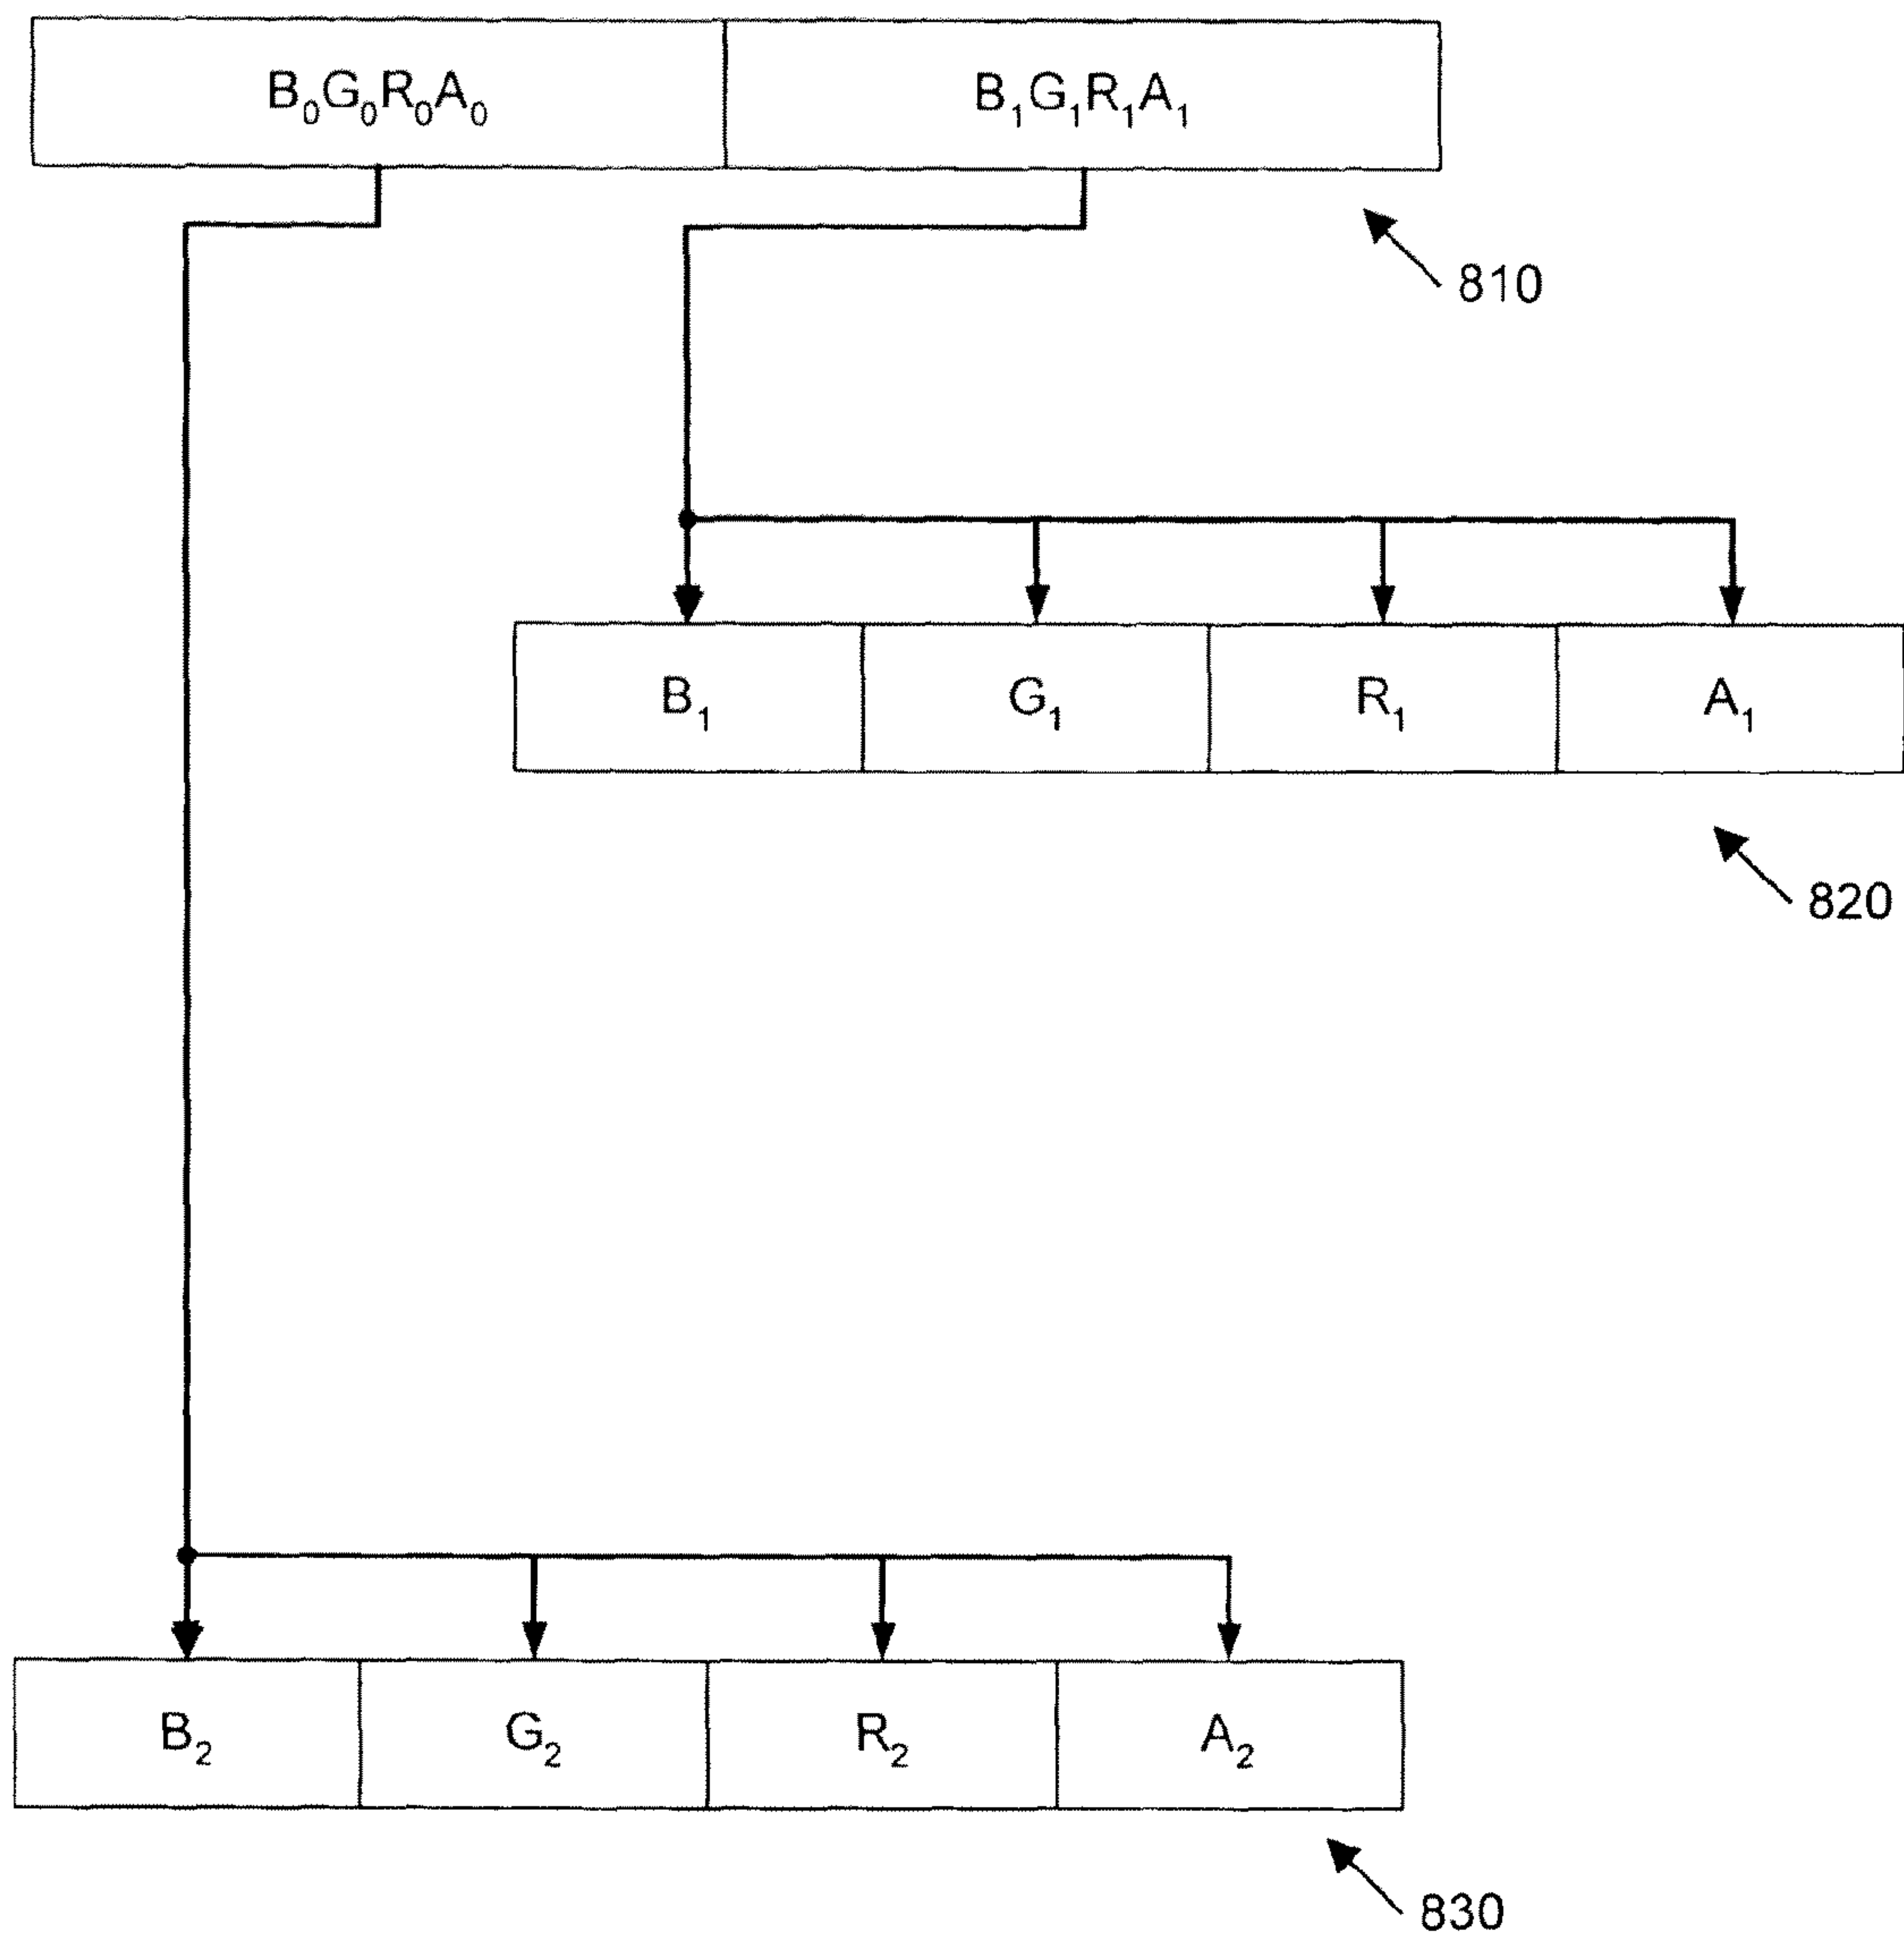 B₀G₀R₀A₀ B₁G₁R₁A₁
810
B₁ G₁ R₁ A₁
820
B₂ G₂ R₂ A₂
830